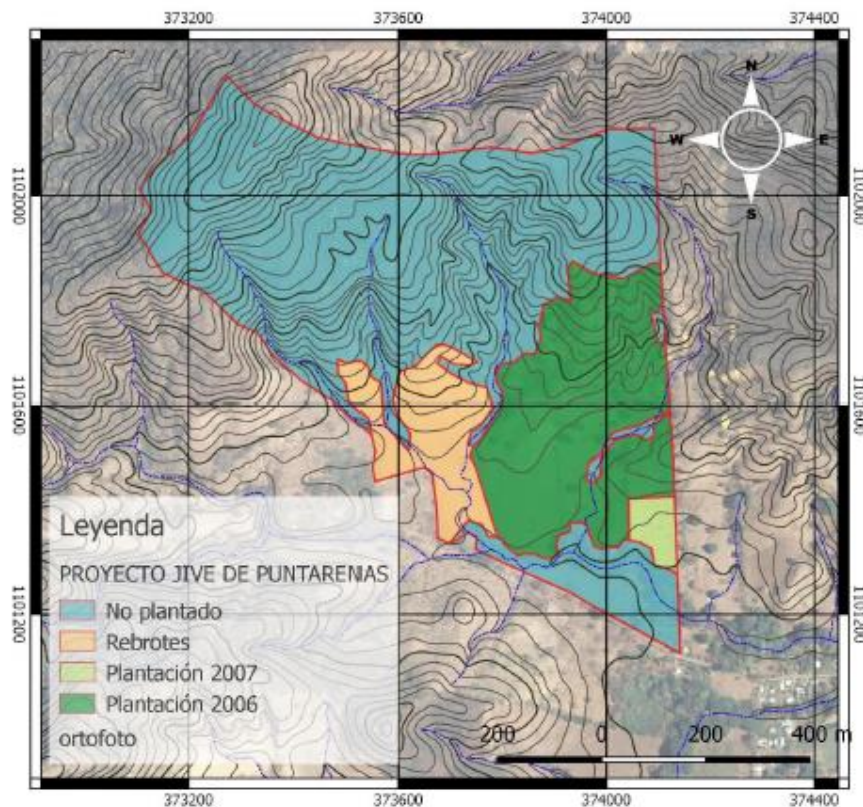 373200 373600 374000 374400
N
W E
S
1102000 1102000
1101600 1101600
1101200 1101200
Leyenda
PROYECTO JIVE DE PUNTARENAS
No plantado
Rebrotes
Plantación 2007
Plantación 2006
ortofoto
200 0 200 400 m
373200 373600 374000 374400